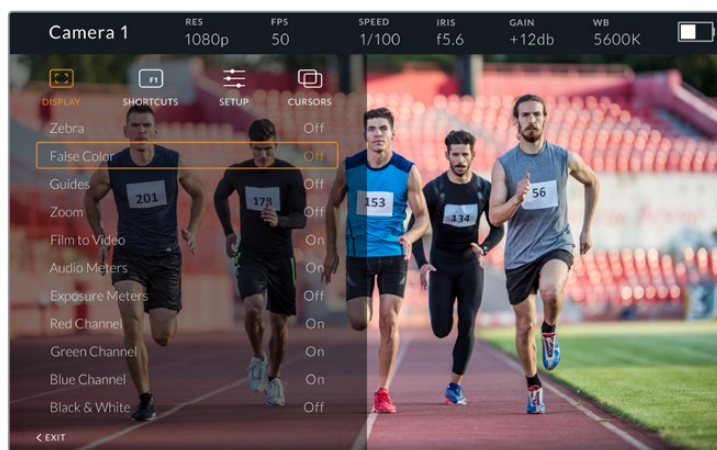 Camera 1
RES
1080p
FPS
50
SPEED
1/100
IRIS
f5.6
GAIN
+12db
WB
5600K
F1
DISPLAY
SHORTCUTS
SETUP
CURSORS
Zebra Off
False Color Off
Guides Off
Zoom Off
Film to Video On
Audio Meters On
Exposure Meters Off
Red Channel On
Green Channel On
Blue Channel On
Black & White Off
< EXIT
201
178
153
134
56